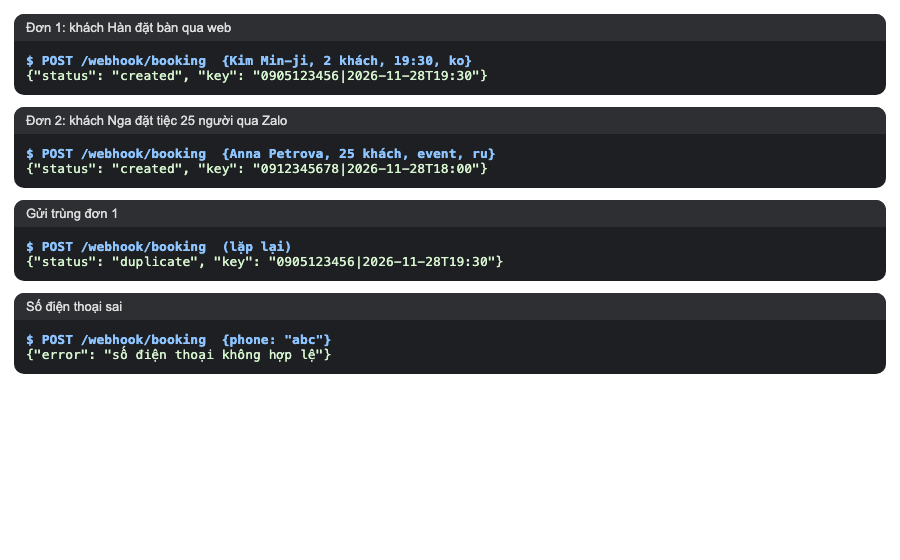 Đơn 1: khách Hàn đặt bàn qua web
$ POST /webhook/booking  {Kim Min-ji, 2 khách, 19:30, ko}
{"status": "created", "key": "0905123456|2026-11-28T19:30"}
Đơn 2: khách Nga đặt tiệc 25 người qua Zalo
$ POST /webhook/booking  {Anna Petrova, 25 khách, event, ru}
{"status": "created", "key": "0912345678|2026-11-28T18:00"}
Gửi trùng đơn 1
$ POST /webhook/booking  (lặp lại)
{"status": "duplicate", "key": "0905123456|2026-11-28T19:30"}
Số điện thoại sai
$ POST /webhook/booking  {phone: "abc"}
{"error": "số điện thoại không hợp lệ"}